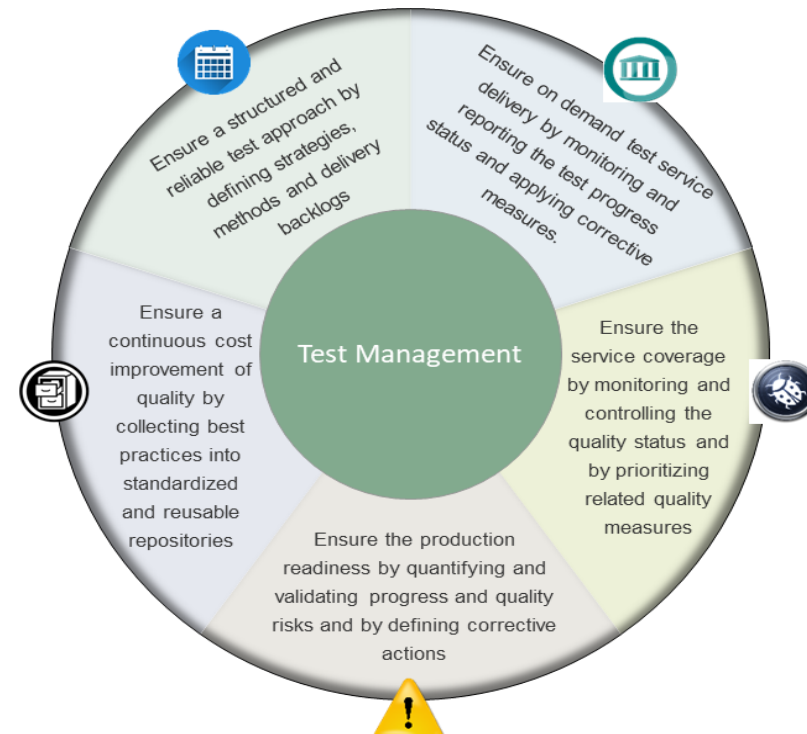 Ensure a structured and
reliable test approach by
defining strategies,
methods and delivery
backlogs
Ensure on demand test service
delivery by monitoring and
reporting the test progress
status and applying corrective
measures.
Test Management
Ensure a
continuous cost
improvement of
quality by
collecting best
practices into
standardized
and reusable
repositories
Ensure the
service coverage
by monitoring and
controlling the
quality status and
by prioritizing
related quality
measures
Ensure the production
readiness by quantifying and
validating progress and quality
risks and by defining corrective
actions
!